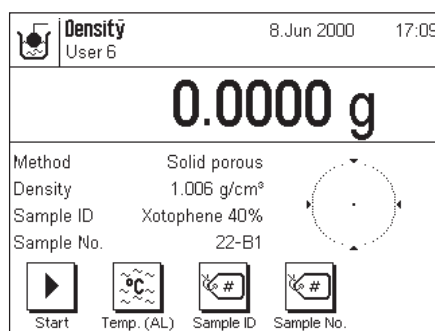 Density 8.Jun 2000 17:09
User 6
0.0000 g
Method Solid porous
Density 1.006 g/cm³
Sample ID Xotophene 40%
Sample No. 22-B1
°C # #
Start Temp. (AL) Sample ID Sample No.